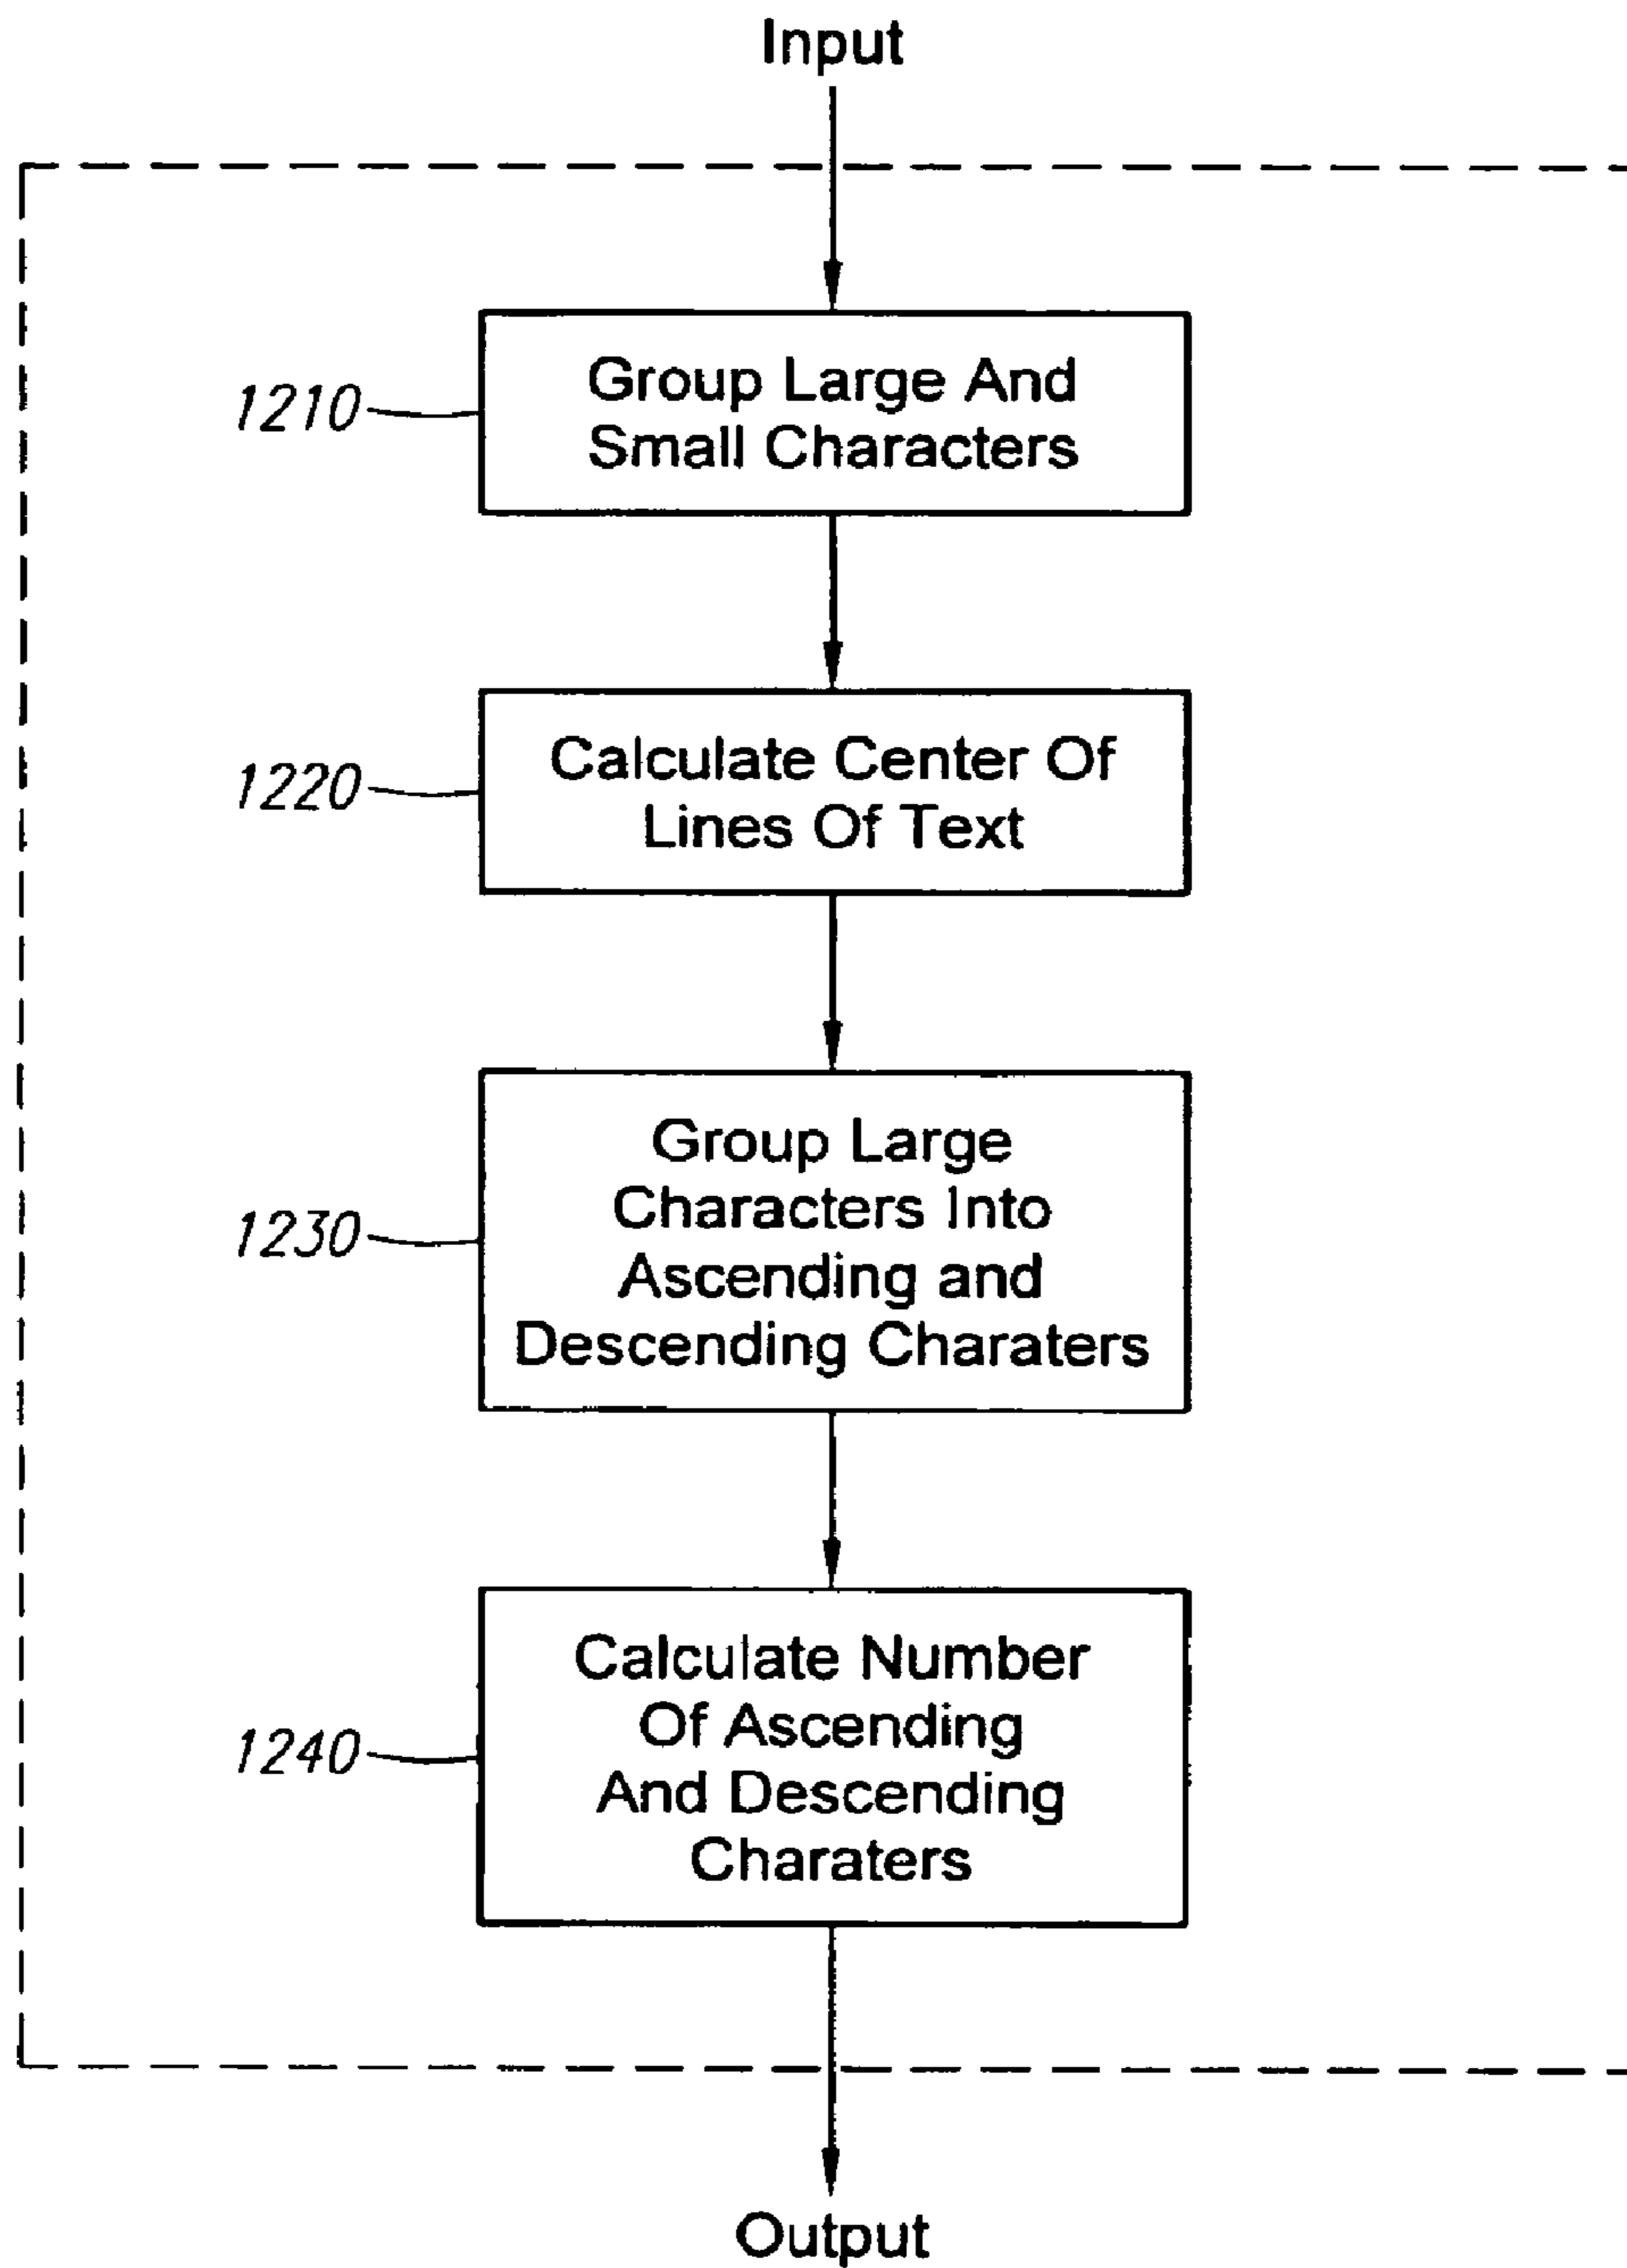 Input
1210
Group Large And
Small Characters
1220
Calculate Center Of
Lines Of Text
1230
Group Large
Characters Into
Ascending and
Descending Charaters
1240
Calculate Number
Of Ascending
And Descending
Charaters
Output